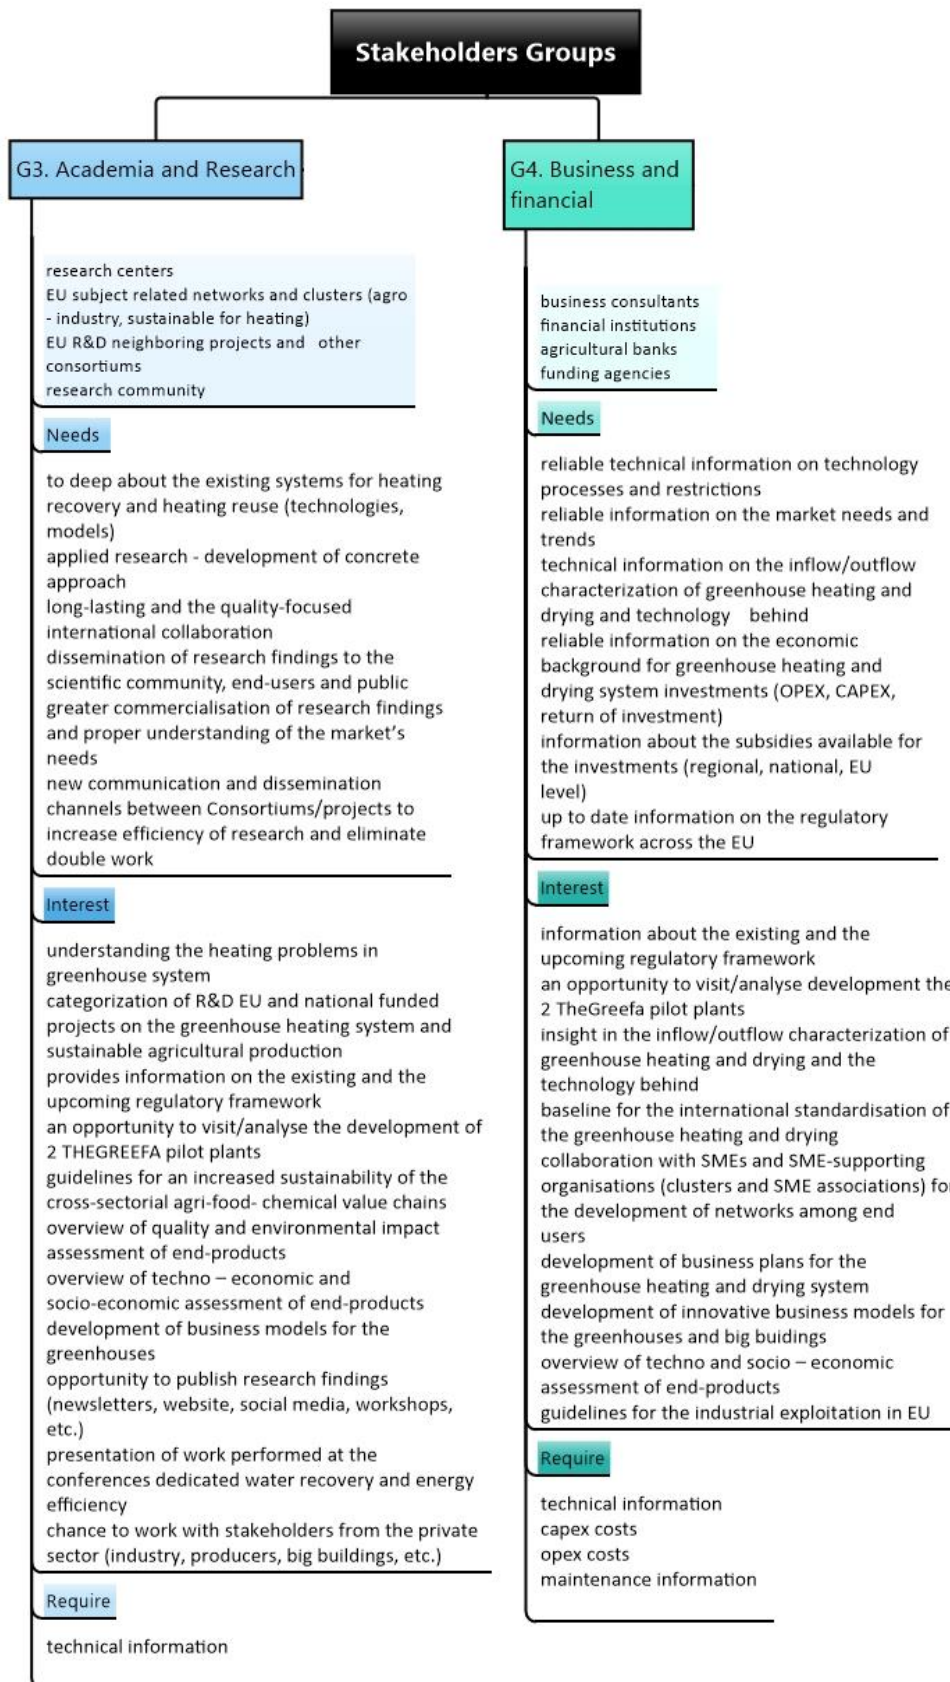 Stakeholders Groups
G3. Academia and Research
research centers
EU subject related networks and clusters (agro
- industry, sustainable for heating)
EU R&D neighboring projects and other
consortiums
research community
Needs
to deep about the existing systems for heating
recovery and heating reuse (technologies,
models)
applied research - development of concrete
approach
long-lasting and the quality-focused
international collaboration
dissemination of research findings to the
scientific community, end-users and public
greater commercialisation of research findings
and proper understanding of the market's
needs
new communication and dissemination
channels between Consortiums/projects to
increase efficiency of research and eliminate
double work
Interest
understanding the heating problems in
greenhouse system
categorization of R&D EU and national funded
projects on the greenhouse heating system and
sustainable agricultural production
provides information on the existing and the
upcoming regulatory framework
an opportunity to visit/analyse the development of
2 THEGREEFA pilot plants
guidelines for an increased sustainability of the
cross-sectorial agri-food- chemical value chains
overview of quality and environmental impact
assessment of end-products
overview of techno – economic and
socio-economic assessment of end-products
development of business models for the
greenhouses
opportunity to publish research findings
(newsletters, website, social media, workshops,
etc.)
presentation of work performed at the
conferences dedicated water recovery and energy
efficiency
chance to work with stakeholders from the private
sector (industry, producers, big buildings, etc.)
Require
technical information
G4. Business and
financial
business consultants
financial institutions
agricultural banks
funding agencies
Needs
reliable technical information on technology
processes and restrictions
reliable information on the market needs and
trends
technical information on the inflow/outflow
characterization of greenhouse heating and
drying and technology behind
reliable information on the economic
background for greenhouse heating and
drying system investments (OPEX, CAPEX,
return of investment)
information about the subsidies available for
the investments (regional, national, EU
level)
up to date information on the regulatory
framework across the EU
Interest
information about the existing and the
upcoming regulatory framework
an opportunity to visit/analyse development the
2 TheGreefa pilot plants
insight in the inflow/outflow characterization of
greenhouse heating and drying and the
technology behind
baseline for the international standardisation of
the greenhouse heating and drying
collaboration with SMEs and SME-supporting
organisations (clusters and SME associations) for
the development of networks among end
users
development of business plans for the
greenhouse heating and drying system
development of innovative business models for
the greenhouses and big buidings
overview of techno and socio – economic
assessment of end-products
guidelines for the industrial exploitation in EU
Require
technical information
capex costs
opex costs
maintenance information